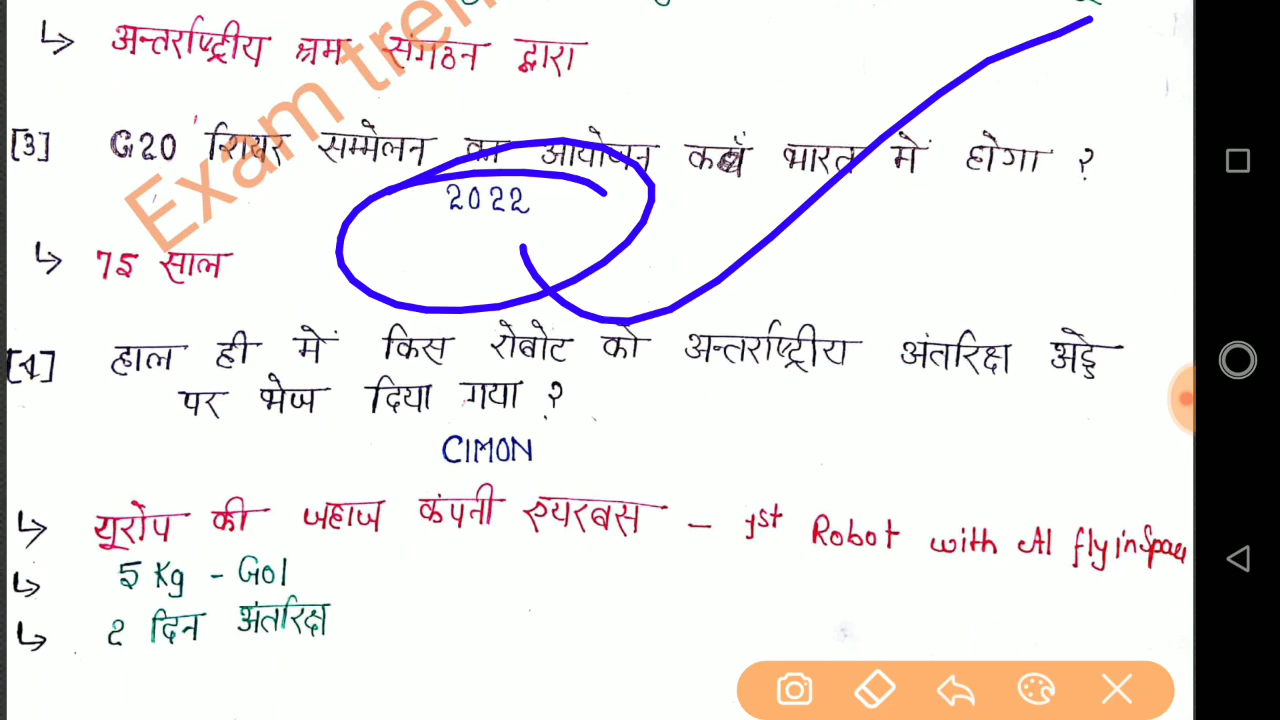 ↳ अन्तर्राष्ट्रीय श्रम संगठन द्वारा
Exam tren
[3] G20 शिखर सम्मेलन का आयोजन कब भारत में होगा ?
2022
↳ 75 साल
[4] हाल ही में किस रोबोट को अन्तर्राष्ट्रीय अंतरिक्ष अड्डे
पर भेज दिया गया ?
CIMON
↳ यूरोप की जहाज कंपनी एयरबस - 1st Robot with AI fly in Space
↳ 5 Kg - Gol
↳ 2 दिन अंतरिक्ष